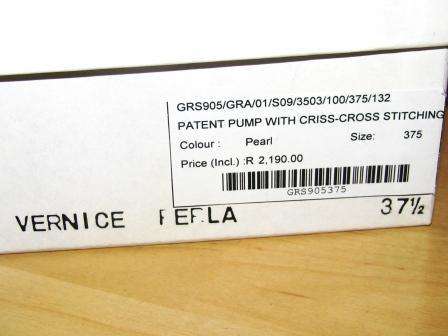 GRS905/GRA/01/S09/3503/100/375/132
PATENT PUMP WITH CRISS-CROSS STITCHING
Colour : Pearl Size: 375
Price (Incl.) :R 2,190.00
GRS905375
VERNICE PERLA 37½